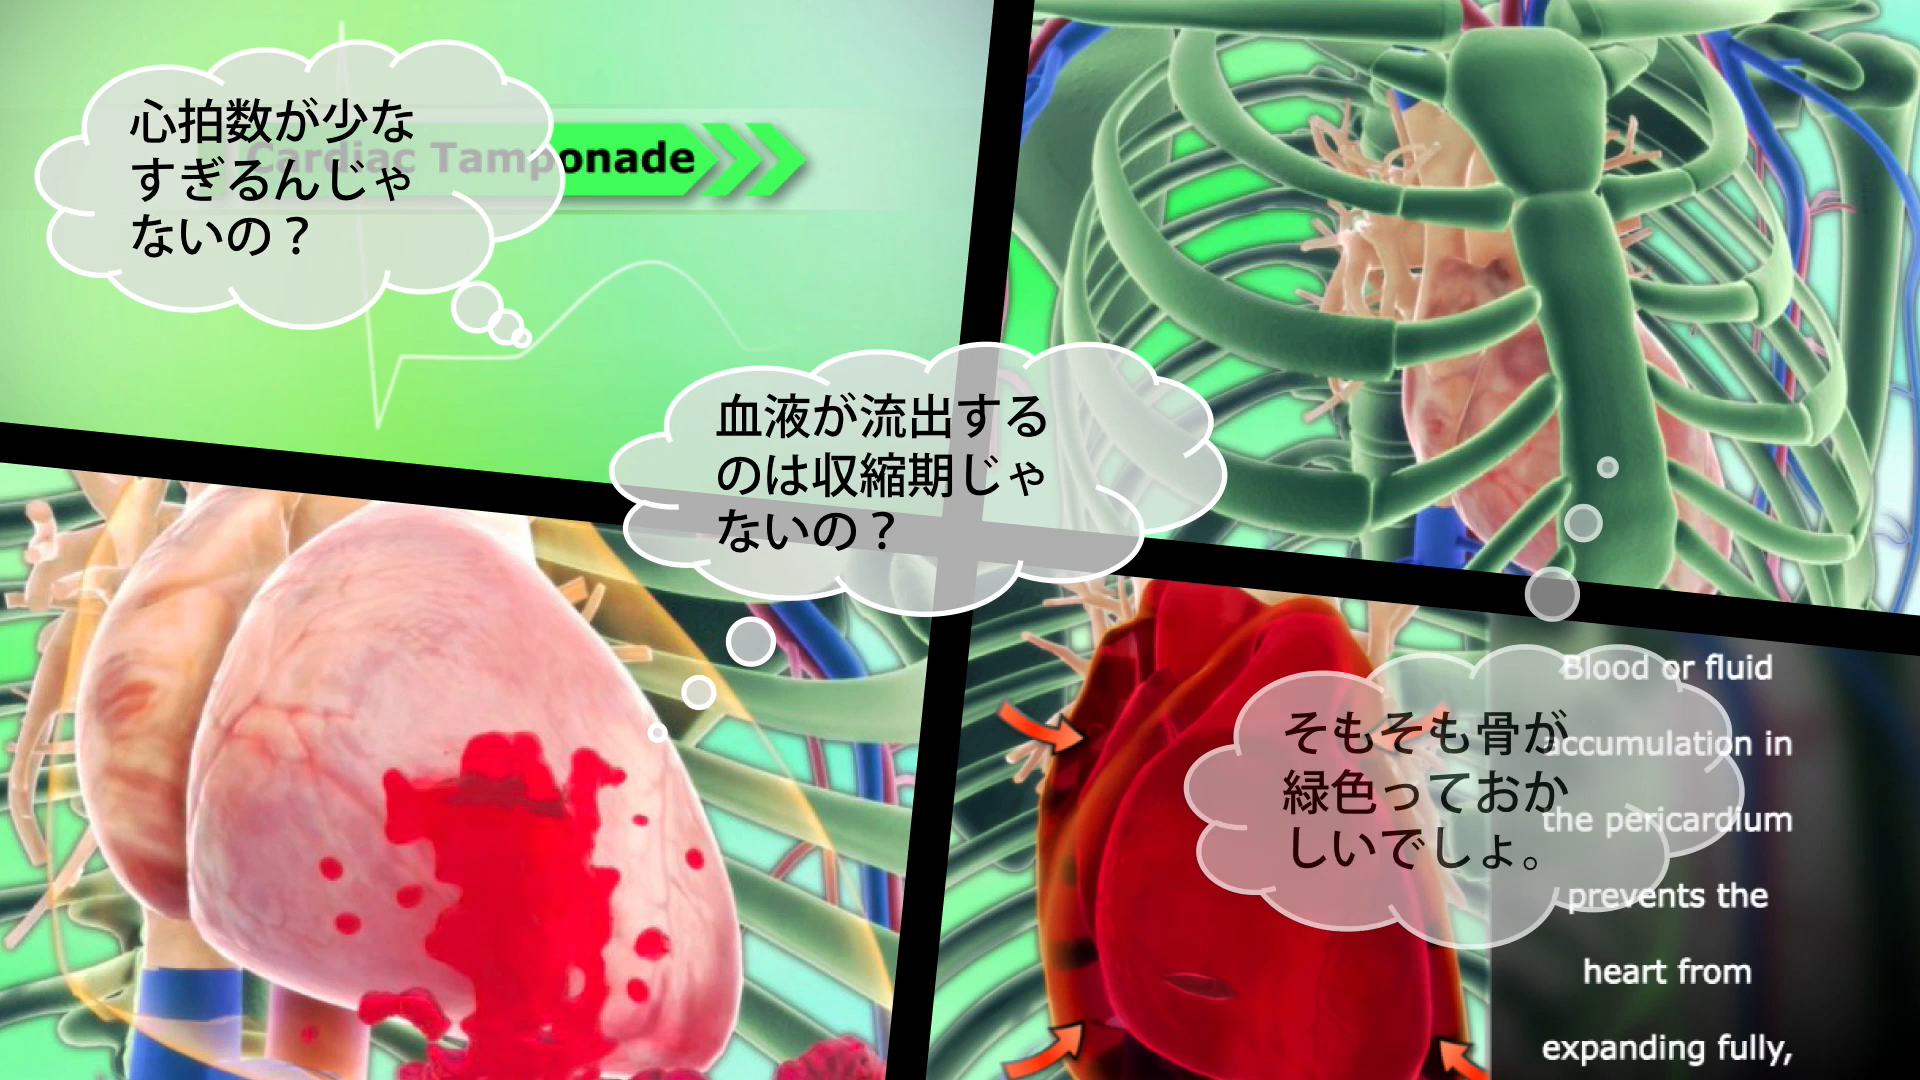 心拍数が少な
すぎるんじゃ
ないの？
Cardiac Tamponade
血液が流出する
のは収縮期じゃ
ないの？
そもそも骨が
緑色っておか
しいでしょ。
Blood or fluid
accumulation in
the pericardium
prevents the
heart from
expanding fully,